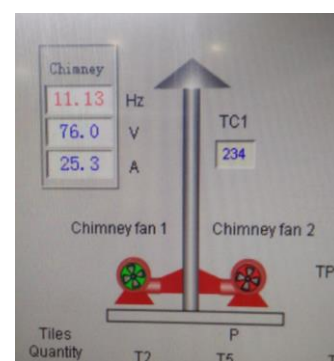 Chimney
11.13 Hz
76.0 V
25.3 A
TC1
234
Chimney fan 1
Chimney fan 2
TP
Tiles
Quantity
P
T2
T5